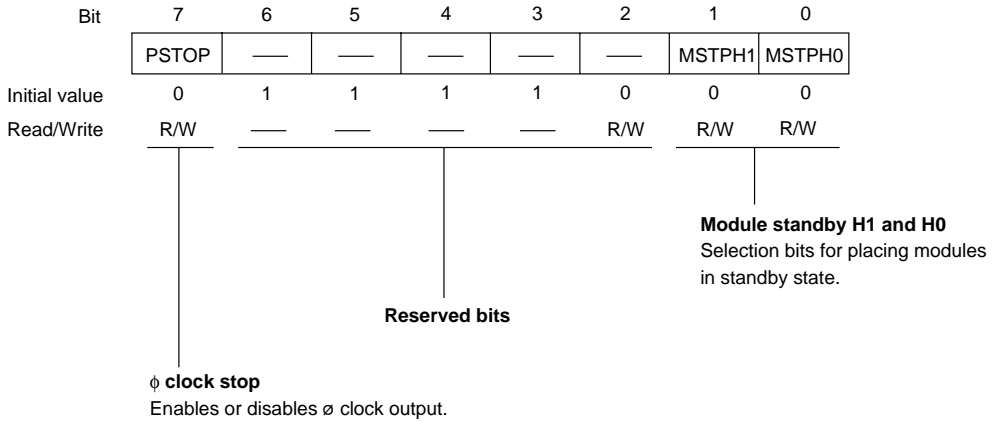 Bit 7 6 5 4 3 2 1 0
PSTOP — — — — — MSTPH1 MSTPH0
Initial value 0 1 1 1 1 0 0 0
Read/Write R/W — — — — R/W R/W R/W
Module standby H1 and H0
Selection bits for placing modules
in standby state.
Reserved bits
ϕ clock stop
Enables or disables ø clock output.